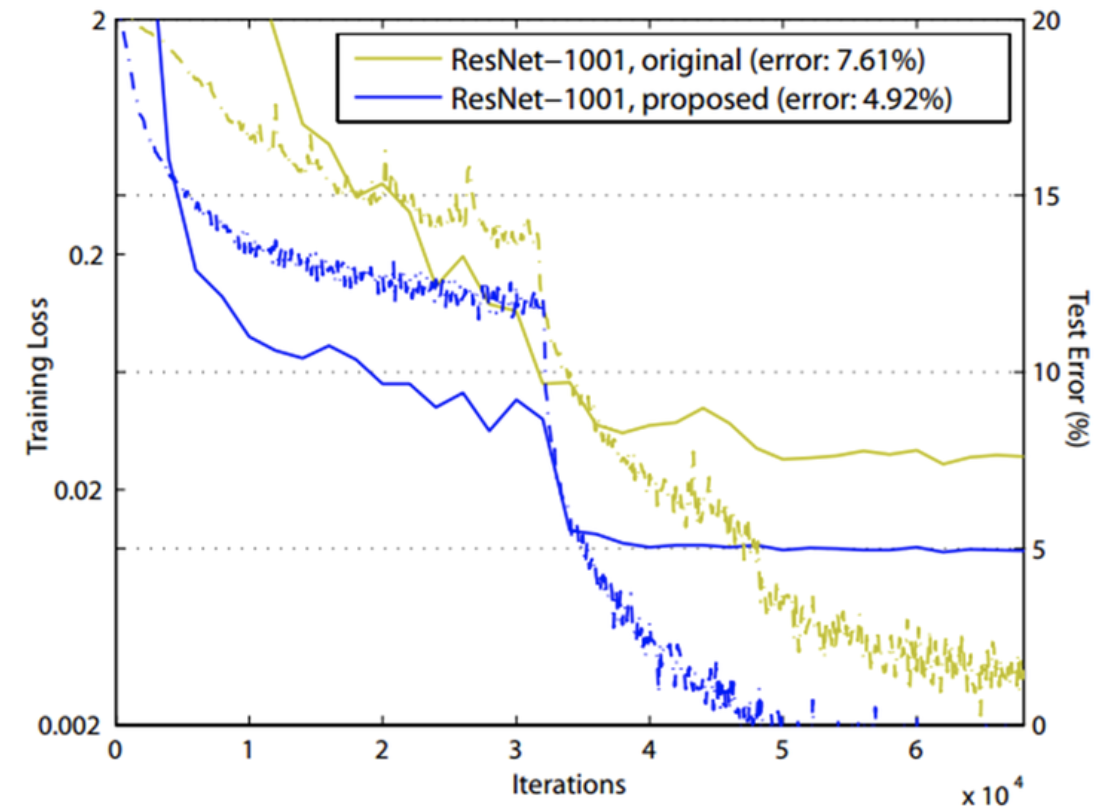 2
20
ResNet−1001, original (error: 7.61%)
ResNet−1001, proposed (error: 4.92%)
15
0.2
Training Loss
Test Error (%)
10
0.02
5
0.002
0
0
1
2
3
4
5
6
Iterations
x 10⁴